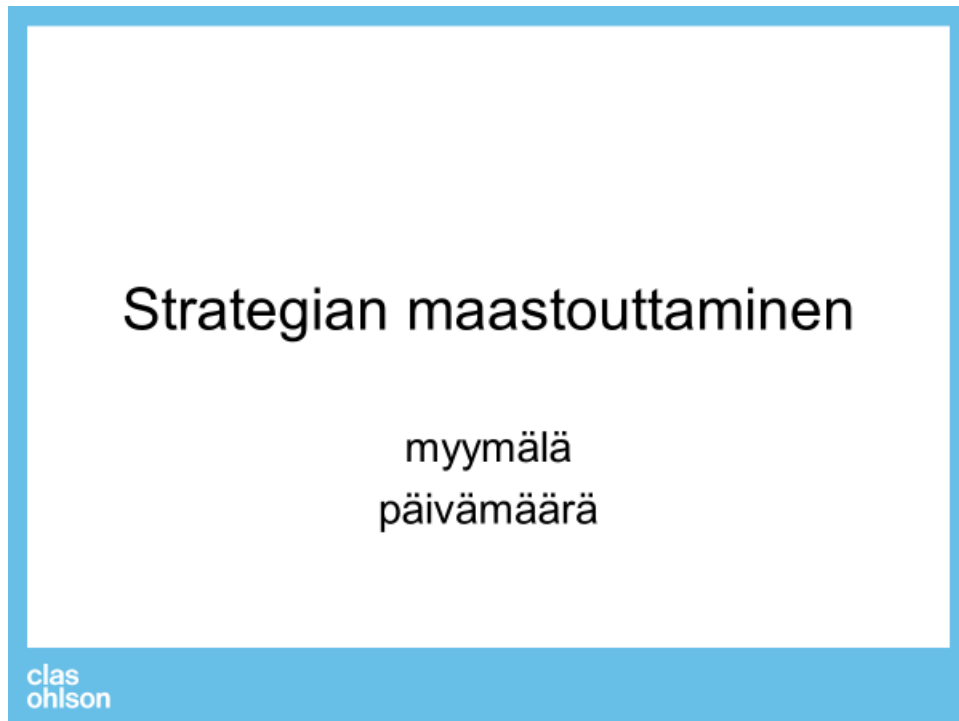 Strategian maastouttaminen
myymälä
päivämäärä
clas
ohlson